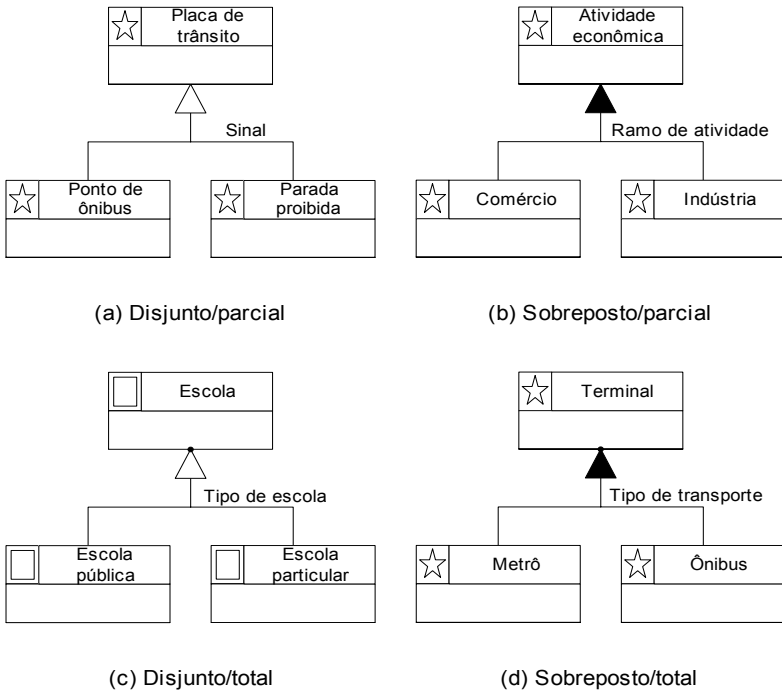 Placa de
trânsito
Atividade
econômica
Sinal
Ramo de atividade
Ponto de
ônibus
Parada
proibida
Comércio
Indústria
(a) Disjunto/parcial
(b) Sobreposto/parcial
Escola
Terminal
Tipo de escola
Tipo de transporte
Escola
pública
Escola
particular
Metrô
Ônibus
(c) Disjunto/total
(d) Sobreposto/total